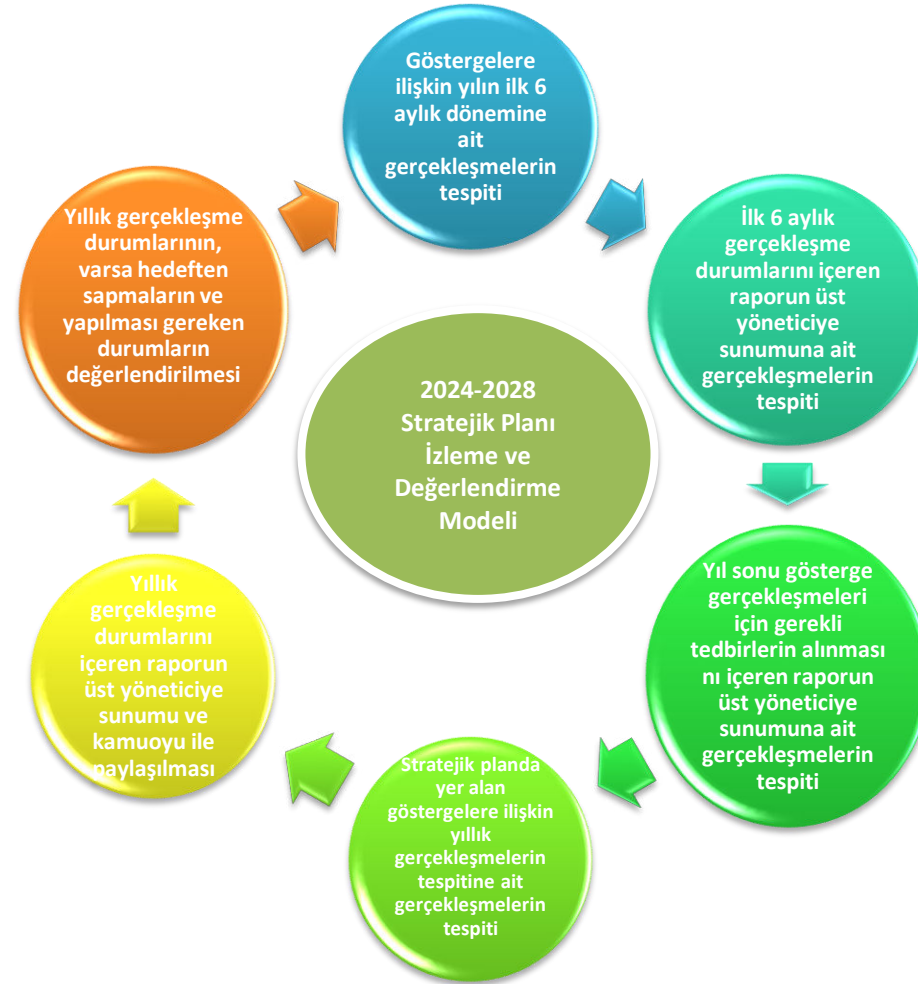 Göstergelere
ilişkin yılın ilk 6
aylık dönemine
ait
gerçekleşmelerin
tespiti
İlk 6 aylık
gerçekleşme
durumlarını içeren
raporun üst
yöneticiye
sunumuna ait
gerçekleşmelerin
tespiti
Yıl sonu gösterge
gerçekleşmeleri
için gerekli
tedbirlerin alınması
nı içeren raporun
üst yöneticiye
sunumuna ait
gerçekleşmelerin
tespiti
Stratejik planda
yer alan
göstergelere ilişkin
yıllık
gerçekleşmelerin
tespitine ait
gerçekleşmelerin
tespiti
Yıllık
gerçekleşme
durumlarını
içeren raporun
üst yöneticiye
sunumu ve
kamuoyu ile
paylaşılması
Yıllık gerçekleşme
durumlarının,
varsa hedeften
sapmaların ve
yapılması gereken
durumların
değerlendirilmesi
2024-2028
Stratejik Planı
İzleme ve
Değerlendirme
Modeli